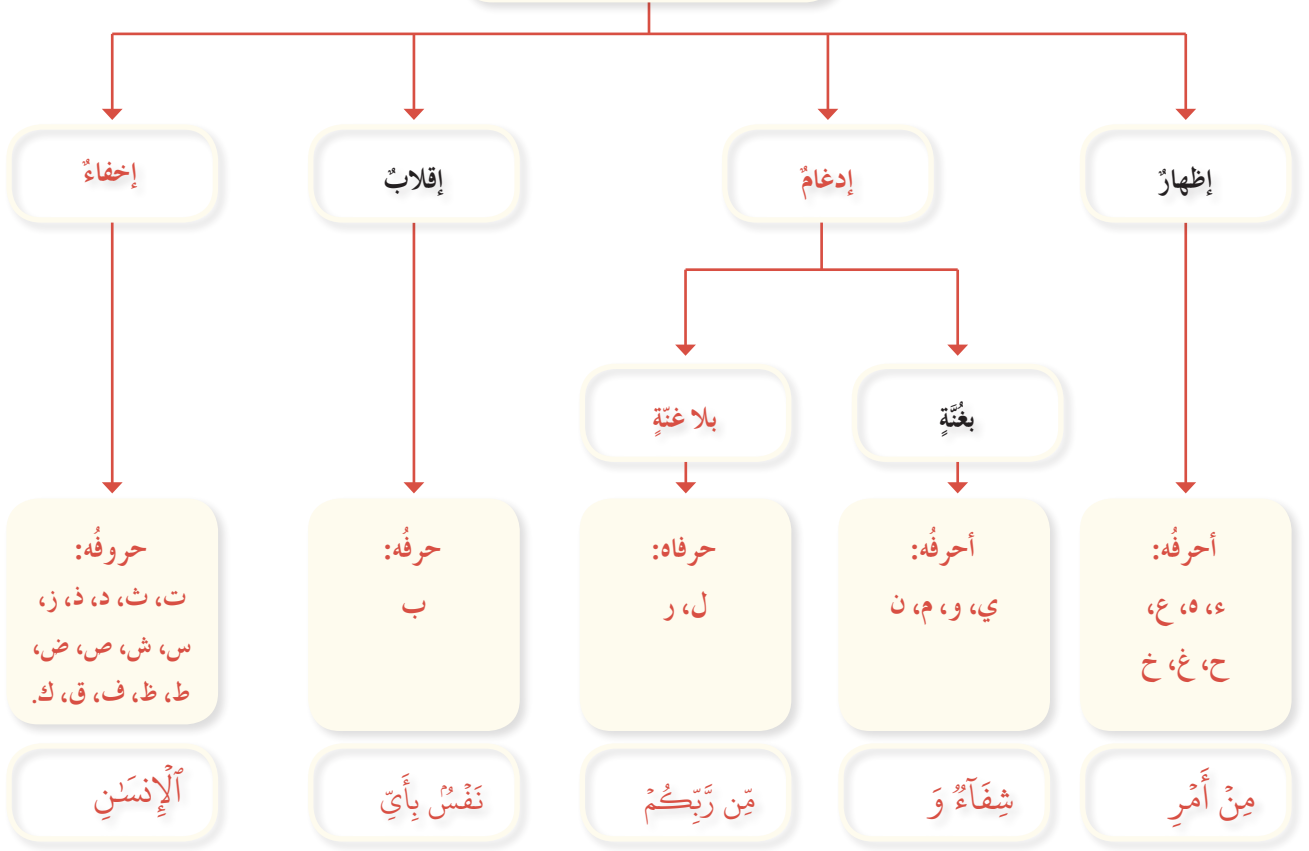 إظهارٌ
إدغامٌ
إقلابٌ
إخفاءٌ
بغُنَّةٍ
بلا غنّةٍ
أحرفُه:
ء، ه، ع،
ح، غ، خ
أحرفُه:
ي، و، م، ن
حرفاه:
ل، ر
حرفُه:
ب
حروفُه:
ت، ث، د، ذ، ز،
س، ش، ص، ض،
ط، ظ، ف، ق، ك.
مِنۡ أَمۡرِ
شِفَآءٌ وَ
مِّن رَّبِّكُمۡ
نَفۡسُۢ بِأَيِّ
ٱلۡإِنسَـٰنِ